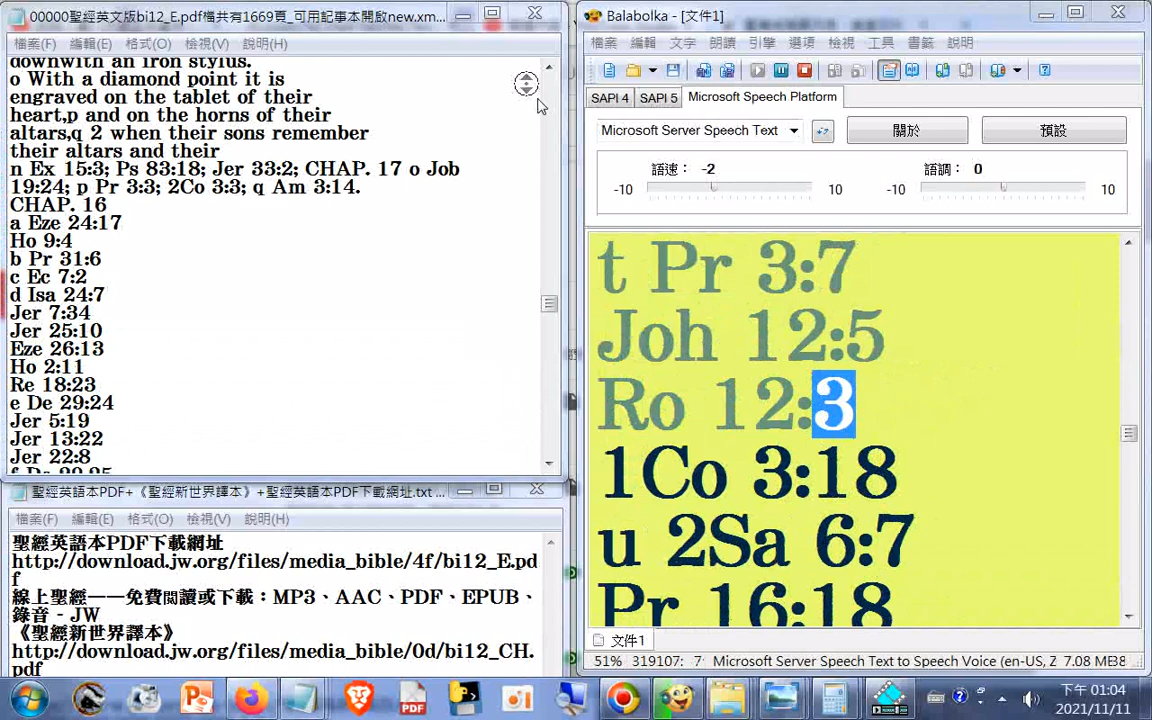 00000聖經英文版bi12_E.pdf檔共有1669頁_可用記事本開啟new.xm...
檔案(F) 編輯(E) 格式(O) 檢視(V) 說明(H)
downwith an iron stylus.
o With a diamond point it is
engraved on the tablet of their
heart,p and on the horns of their
altars,q 2 when their sons remember
their altars and their
n Ex 15:3; Ps 83:18; Jer 33:2; CHAP. 17 o Job
19:24; p Pr 3:3; 2Co 3:3; q Am 3:14.
CHAP. 16
a Eze 24:17
Ho 9:4
b Pr 31:6
c Ec 7:2
d Isa 24:7
Jer 7:34
Jer 25:10
Eze 26:13
Ho 2:11
Re 18:23
e De 29:24
Jer 5:19
Jer 13:22
Jer 22:8
聖經英語本PDF+《聖經新世界譯本》+聖經英語本PDF下載網址.txt ...
檔案(F) 編輯(E) 格式(O) 檢視(V) 說明(H)
聖經英語本PDF下載網址
http://download.jw.org/files/media_bible/4f/bi12_E.pd
f
線上聖經——免費閱讀或下載：MP3、AAC、PDF、EPUB、
錄音 - JW
《聖經新世界譯本》
http://download.jw.org/files/media_bible/0d/bi12_CH.
pdf
Balabolka - [文件1]
檔案 編輯 文字 朗讀 引擎 選項 檢視 工具 書籤 說明
SAPI 4 SAPI 5 Microsoft Speech Platform
Microsoft Server Speech Text 關於 預設
語速： -2 語調： 0
-10 10 -10 10
t Pr 3:7
Joh 12:5
Ro 12:3
1Co 3:18
u 2Sa 6:7
Pr 16:18
文件1
51% 319107: 7 Microsoft Server Speech Text to Speech Voice (en-US, Z 7.08 MB
下午 01:04
2021/11/11